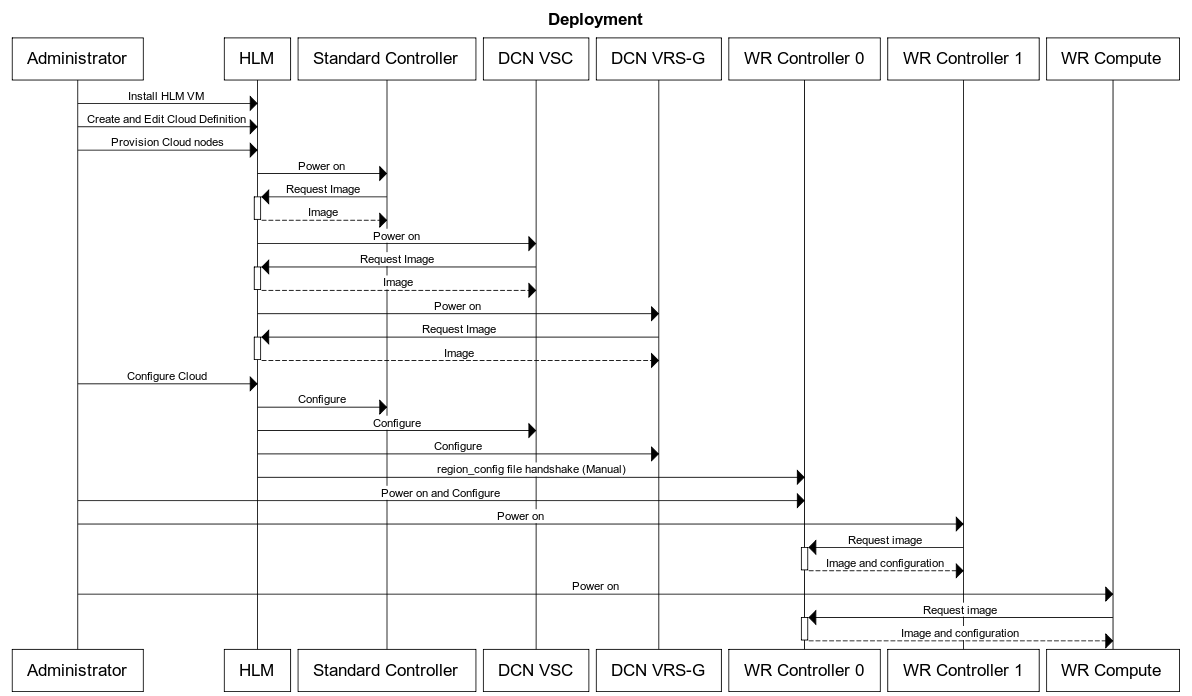 Deployment
Administrator HLM Standard Controller DCN VSC DCN VRS-G WR Controller 0 WR Controller 1 WR Compute
Install HLM VM
Create and Edit Cloud Definition
Provision Cloud nodes
Power on
Request Image
Image
Power on
Request Image
Image
Power on
Request Image
Image
Configure Cloud
Configure
Configure
Configure
region_config file handshake (Manual)
Power on and Configure
Power on
Request image
Image and configuration
Power on
Request image
Image and configuration
Administrator HLM Standard Controller DCN VSC DCN VRS-G WR Controller 0 WR Controller 1 WR Compute